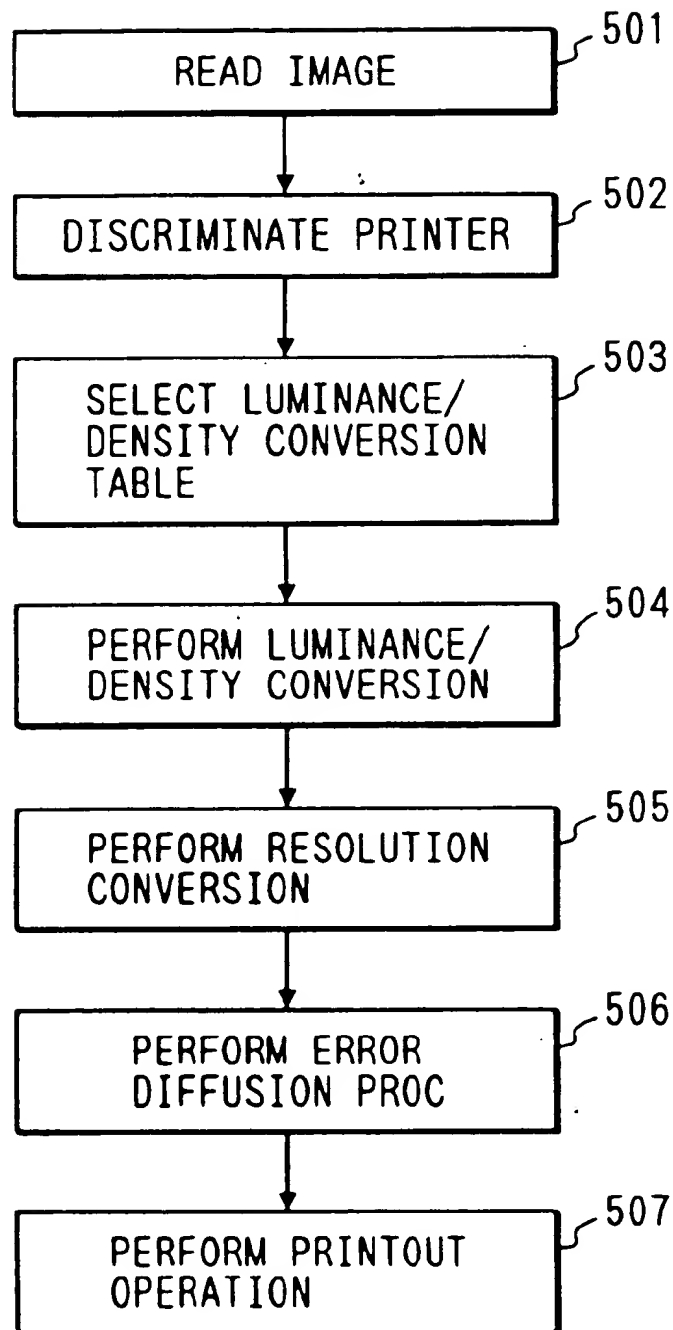 501
READ IMAGE
502
DISCRIMINATE PRINTER
503
SELECT LUMINANCE/
DENSITY CONVERSION
TABLE
504
PERFORM LUMINANCE/
DENSITY CONVERSION
505
PERFORM RESOLUTION
CONVERSION
506
PERFORM ERROR
DIFFUSION PROC
507
PERFORM PRINTOUT
OPERATION